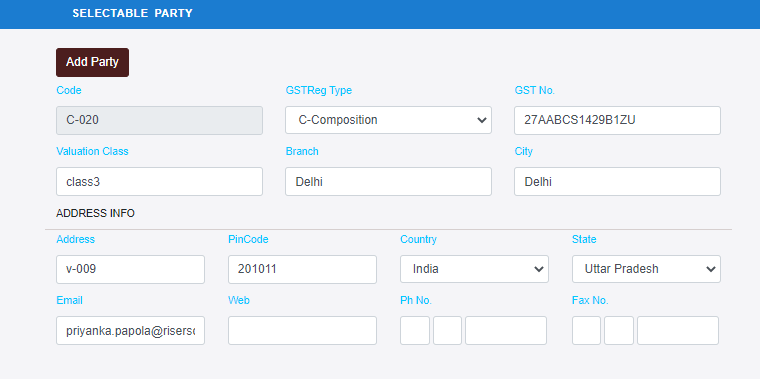 SELECTABLE PARTY
Add Party
Code GSTReg Type GST No.
C-020 C-Composition 27AABCS1429B1ZU
Valuation Class Branch City
class3 Delhi Delhi
ADDRESS INFO
Address PinCode Country State
v-009 201011 India Uttar Pradesh
Email Web Ph No. Fax No.
priyanka.papola@riserso